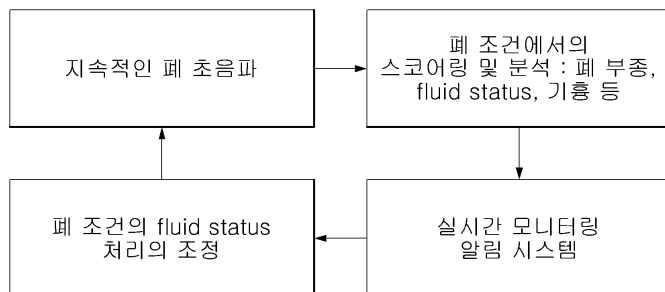 지속적인 폐 초음파
폐 조건에서의
스코어링 및 분석 : 폐 부종,
fluid status, 기흉 등
폐 조건의 fluid status
처리의 조정
실시간 모니터링
알림 시스템